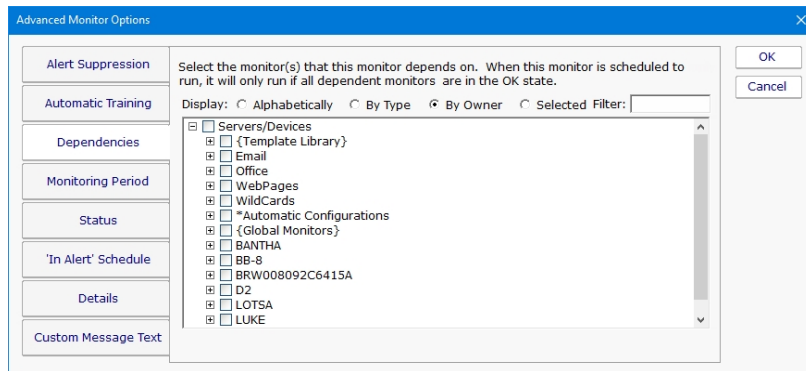 Advanced Monitor Options
Alert Suppression
Automatic Training
Dependencies
Monitoring Period
Status
'In Alert' Schedule
Details
Custom Message Text
Select the monitor(s) that this monitor depends on.  When this monitor is scheduled to
run, it will only run if all dependent monitors  are in the OK state.
Display: Alphabetically By Type By Owner Selected Filter:
Servers/Devices
{Template Library}
Email
Office
WebPages
WildCards
*Automatic Configurations
{Global Monitors}
BANTHA
BB-8
BRW008092C6415A
D2
LOTSA
LUKE
OK
Cancel